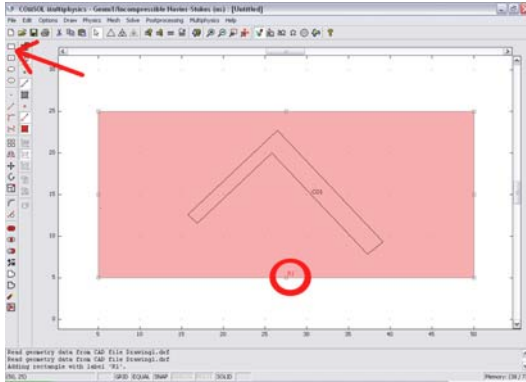 COMSOL Multiphysics - Geom1/Incompressible Navier-Stokes (ns) : [Untitled]
File Edit Options Draw Physics Mesh Solve Postprocessing Multiphysics Help
30
25
20
15
10
5
0
CO1
R1
5 10 15 20 25 30 35 40 45 50
Read geometry data from CAD file Drawing1.dxf
Read geometry data from CAD file Drawing1.dxf
Adding rectangle with label 'R1'.
GRID EQUAL SNAP SOLID